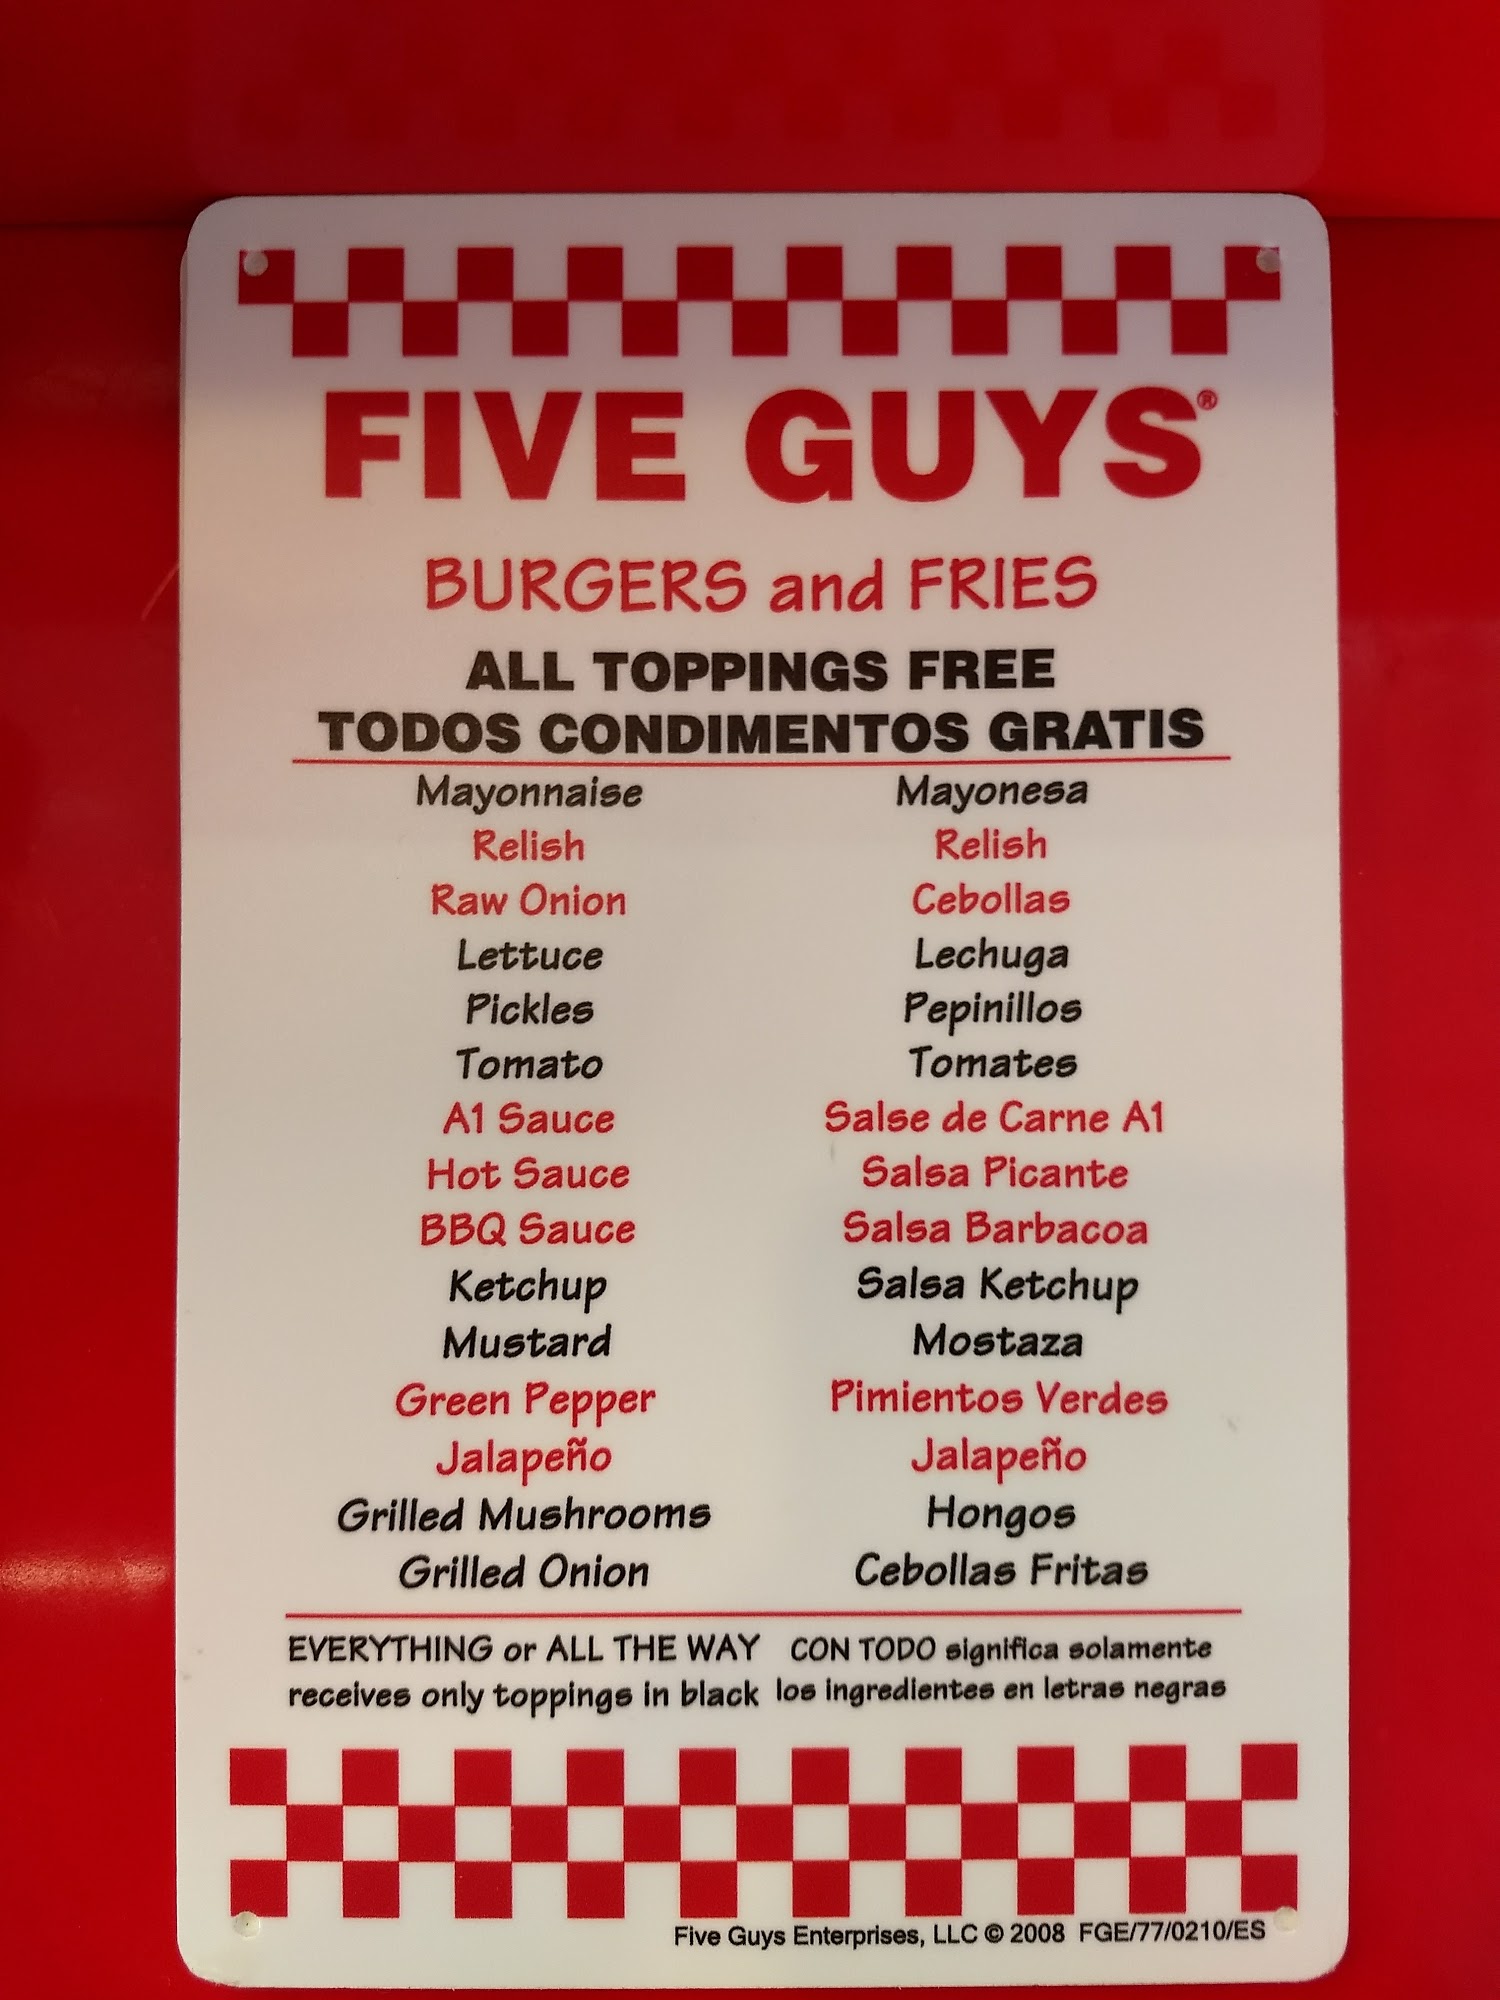 FIVE GUYS®
BURGERS and FRIES
ALL TOPPINGS FREE
TODOS CONDIMENTOS GRATIS
Mayonnaise Mayonesa
Relish Relish
Raw Onion Cebollas
Lettuce Lechuga
Pickles Pepinillos
Tomato Tomates
A1 Sauce Salse de Carne A1
Hot Sauce Salsa Picante
BBQ Sauce Salsa Barbacoa
Ketchup Salsa Ketchup
Mustard Mostaza
Green Pepper Pimientos Verdes
Jalapeño Jalapeño
Grilled Mushrooms Hongos
Grilled Onion Cebollas Fritas
EVERYTHING or ALL THE WAY
receives only toppings in black
CON TODO significa solamente
los ingredientes en letras negras
Five Guys Enterprises, LLC © 2008 FGE/77/0210/ES